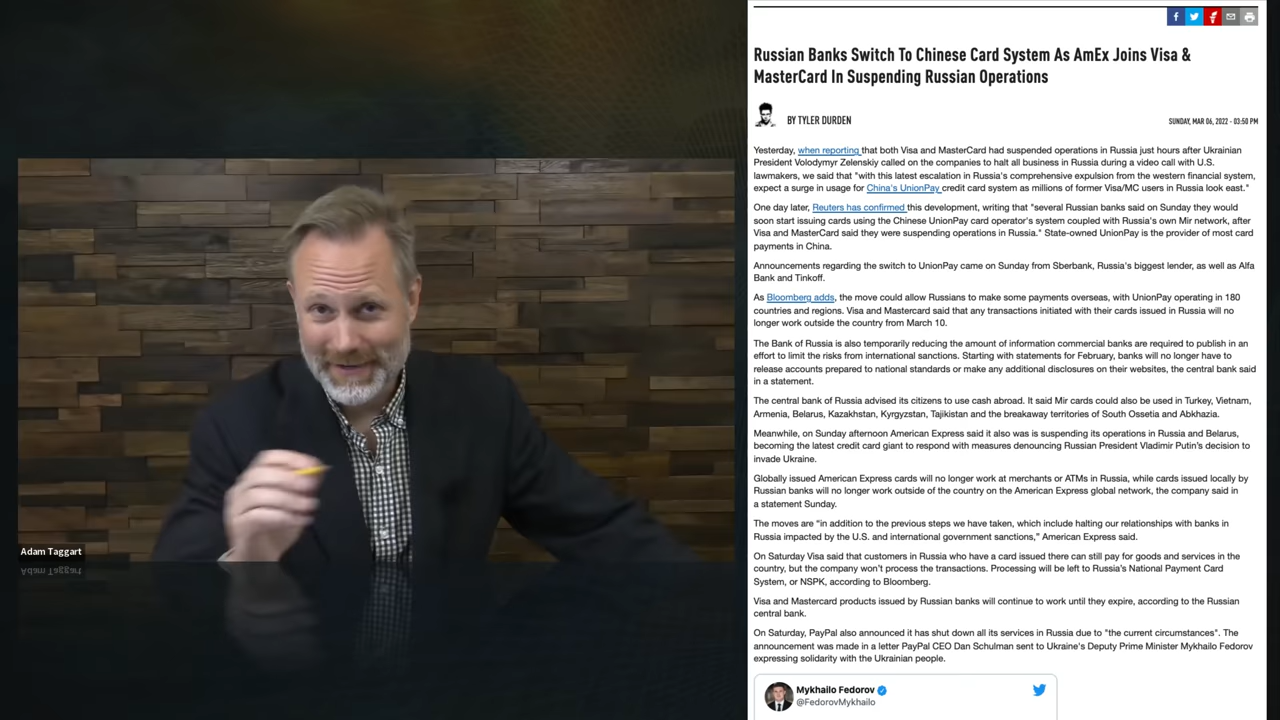 Russian Banks Switch To Chinese Card System As AmEx Joins Visa &
MasterCard In Suspending Russian Operations
BY TYLER DURDEN
SUNDAY, MAR 06, 2022 - 03:50 PM
Yesterday, when reporting that both Visa and MasterCard had suspended operations in Russia just hours after Ukrainian
President Volodymyr Zelenskiy called on the companies to halt all business in Russia during a video call with U.S.
lawmakers, we said that "with this latest escalation in Russia's comprehensive expulsion from the western financial system,
expect a surge in usage for China's UnionPay credit card system as millions of former Visa/MC users in Russia look east."
One day later, Reuters has confirmed this development, writing that "several Russian banks said on Sunday they would
soon start issuing cards using the Chinese UnionPay card operator's system coupled with Russia's own Mir network, after
Visa and MasterCard said they were suspending operations in Russia." State-owned UnionPay is the provider of most card
payments in China.
Announcements regarding the switch to UnionPay came on Sunday from Sberbank, Russia's biggest lender, as well as Alfa
Bank and Tinkoff.
As Bloomberg adds, the move could allow Russians to make some payments overseas, with UnionPay operating in 180
countries and regions. Visa and Mastercard said that any transactions initiated with their cards issued in Russia will no
longer work outside the country from March 10.
The Bank of Russia is also temporarily reducing the amount of information commercial banks are required to publish in an
effort to limit the risks from international sanctions. Starting with statements for February, banks will no longer have to
release accounts prepared to national standards or make any additional disclosures on their websites, the central bank said
in a statement.
The central bank of Russia advised its citizens to use cash abroad. It said Mir cards could also be used in Turkey, Vietnam,
Armenia, Belarus, Kazakhstan, Kyrgyzstan, Tajikistan and the breakaway territories of South Ossetia and Abkhazia.
Meanwhile, on Sunday afternoon American Express said it also was is suspending its operations in Russia and Belarus,
becoming the latest credit card giant to respond with measures denouncing Russian President Vladimir Putin's decision to
invade Ukraine.
Globally issued American Express cards will no longer work at merchants or ATMs in Russia, while cards issued locally by
Russian banks will no longer work outside of the country on the American Express global network, the company said in
a statement Sunday.
The moves are “in addition to the previous steps we have taken, which include halting our relationships with banks in
Russia impacted by the U.S. and international government sanctions,” American Express said.
On Saturday Visa said that customers in Russia who have a card issued there can still pay for goods and services in the
country, but the company won't process the transactions. Processing will be left to Russia's National Payment Card
System, or NSPK, according to Bloomberg.
Visa and Mastercard products issued by Russian banks will continue to work until they expire, according to the Russian
central bank.
On Saturday, PayPal also announced it has shut down all its services in Russia due to "the current circumstances". The
announcement was made in a letter PayPal CEO Dan Schulman sent to Ukraine's Deputy Prime Minister Mykhailo Fedorov
expressing solidarity with the Ukrainian people.
Mykhailo Fedorov
@FedorovMykhailo
Adam Taggart